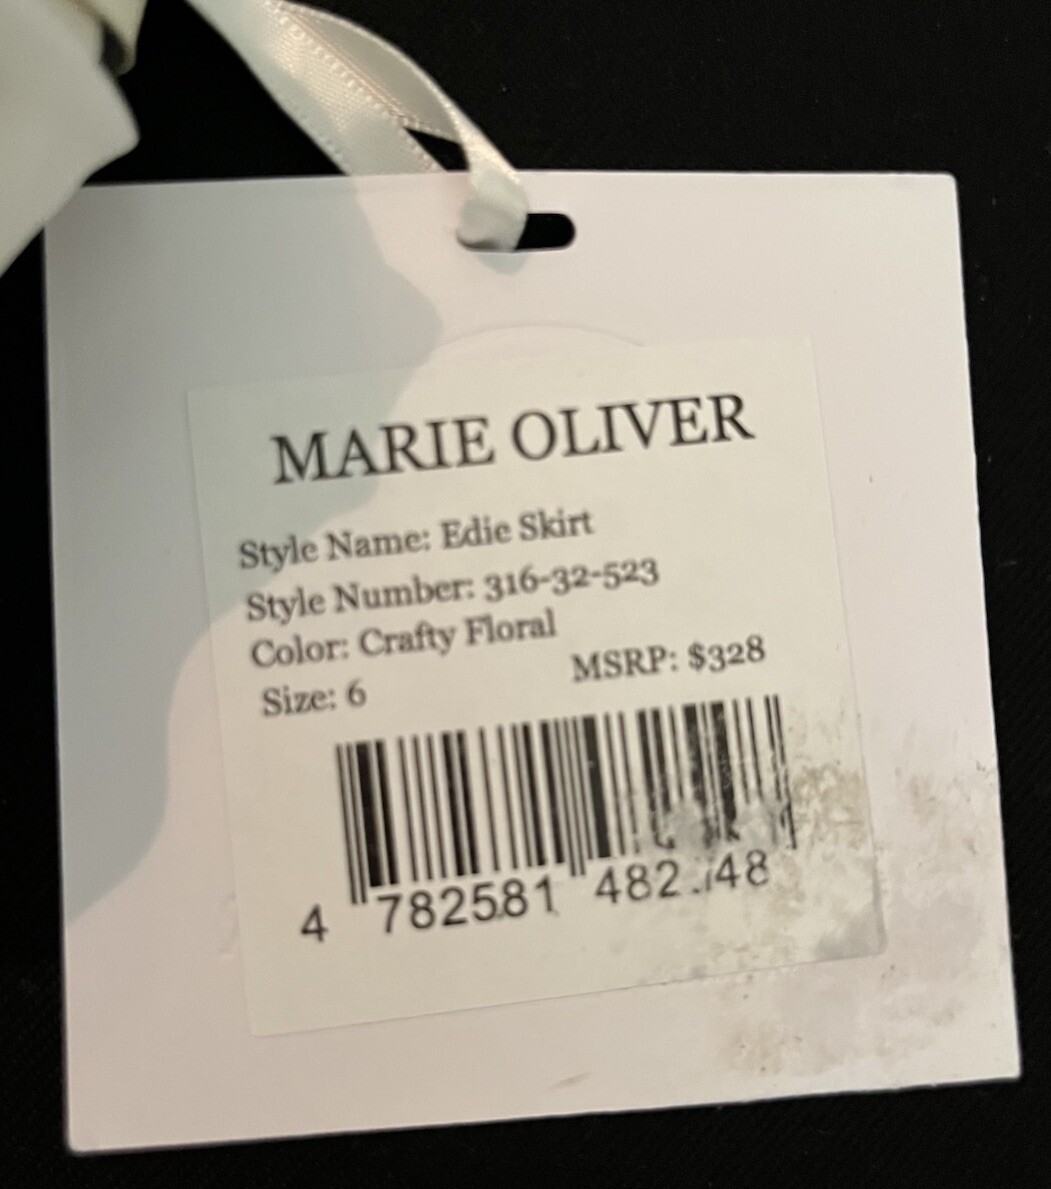 MARIE OLIVER
Style Name: Edie Skirt
Style Number: 316-32-523
Color: Crafty Floral
Size: 6 MSRP: $328
4 782581